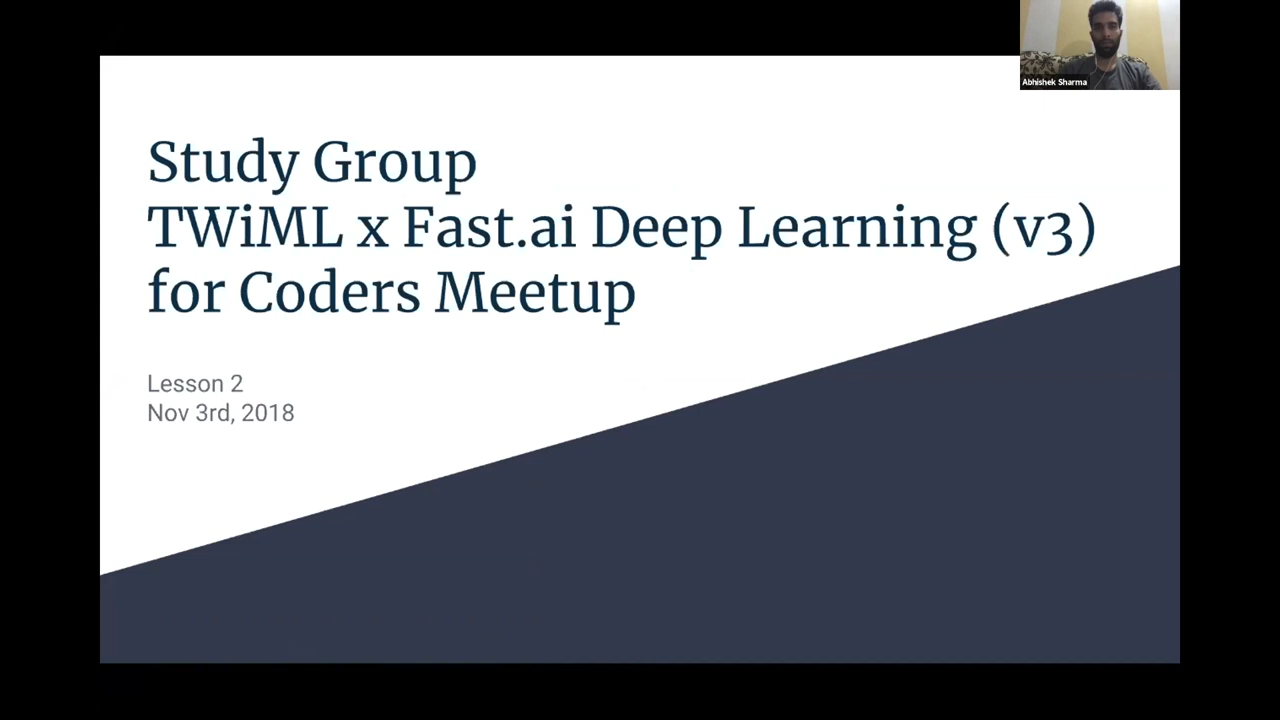 Abhishek Sharma
Study Group
TWiML x Fast.ai Deep Learning (v3)
for Coders Meetup
Lesson 2
Nov 3rd, 2018